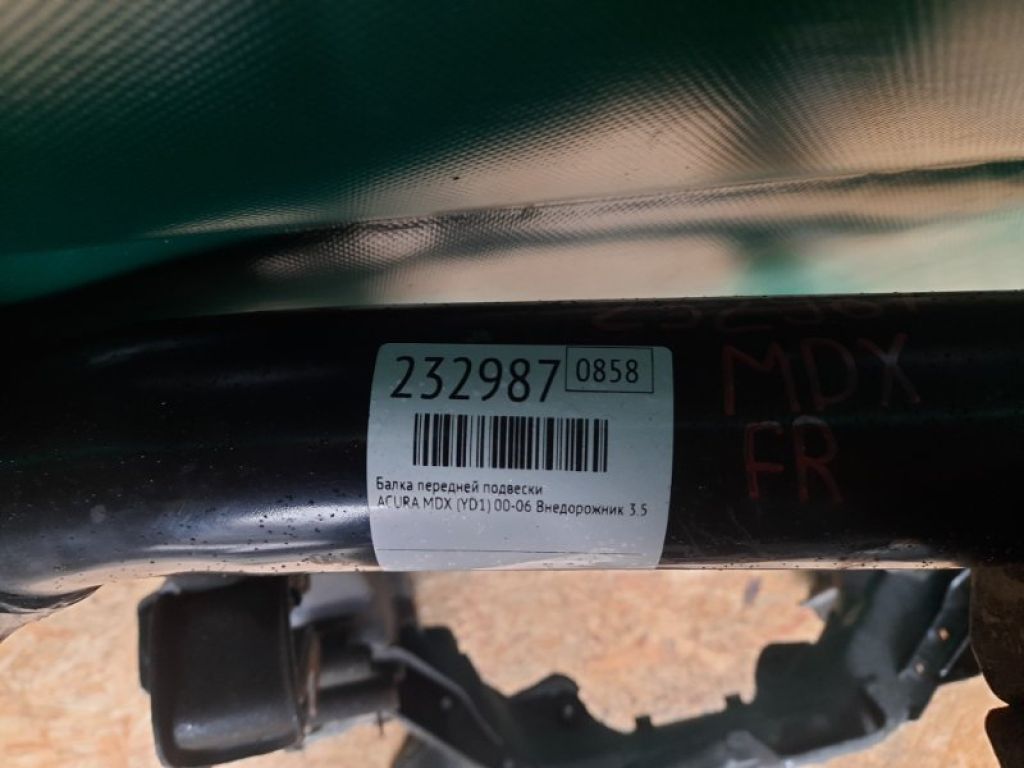 232987 0858
Балка передней подвески
ACURA MDX (YD1) 00-06 Внедорожник 3.5
MDX
FR